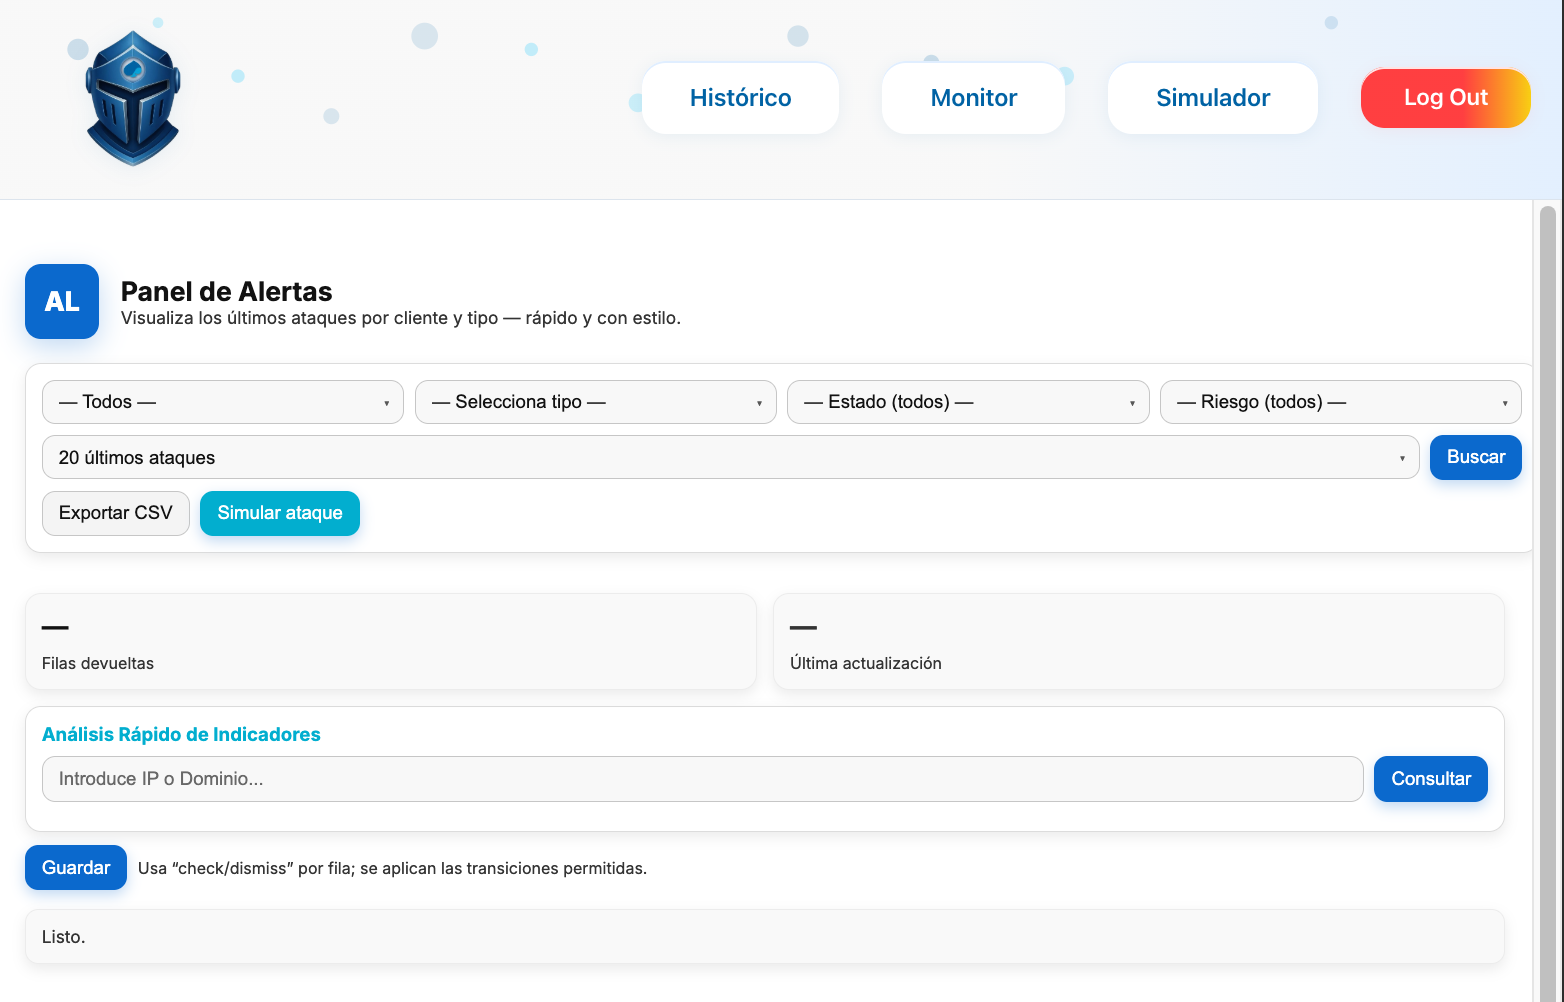 Histórico
Monitor
Simulador
Log Out
AL
Panel de Alertas
Visualiza los últimos ataques por cliente y tipo — rápido y con estilo.
— Todos —
— Selecciona tipo —
— Estado (todos) —
— Riesgo (todos) —
20 últimos ataques
Buscar
Exportar CSV
Simular ataque
—
Filas devueltas
—
Última actualización
Análisis Rápido de Indicadores
Introduce IP o Dominio...
Consultar
Guardar
Usa “check/dismiss” por fila; se aplican las transiciones permitidas.
Listo.